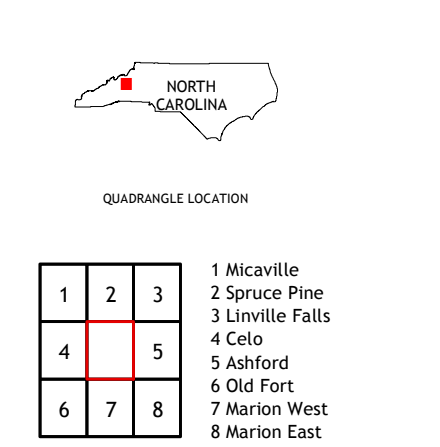 NORTH
CAROLINA
QUADRANGLE LOCATION
1 2 3
4 5
6 7 8
1 Micaville
2 Spruce Pine
3 Linville Falls
4 Celo
5 Ashford
6 Old Fort
7 Marion West
8 Marion East